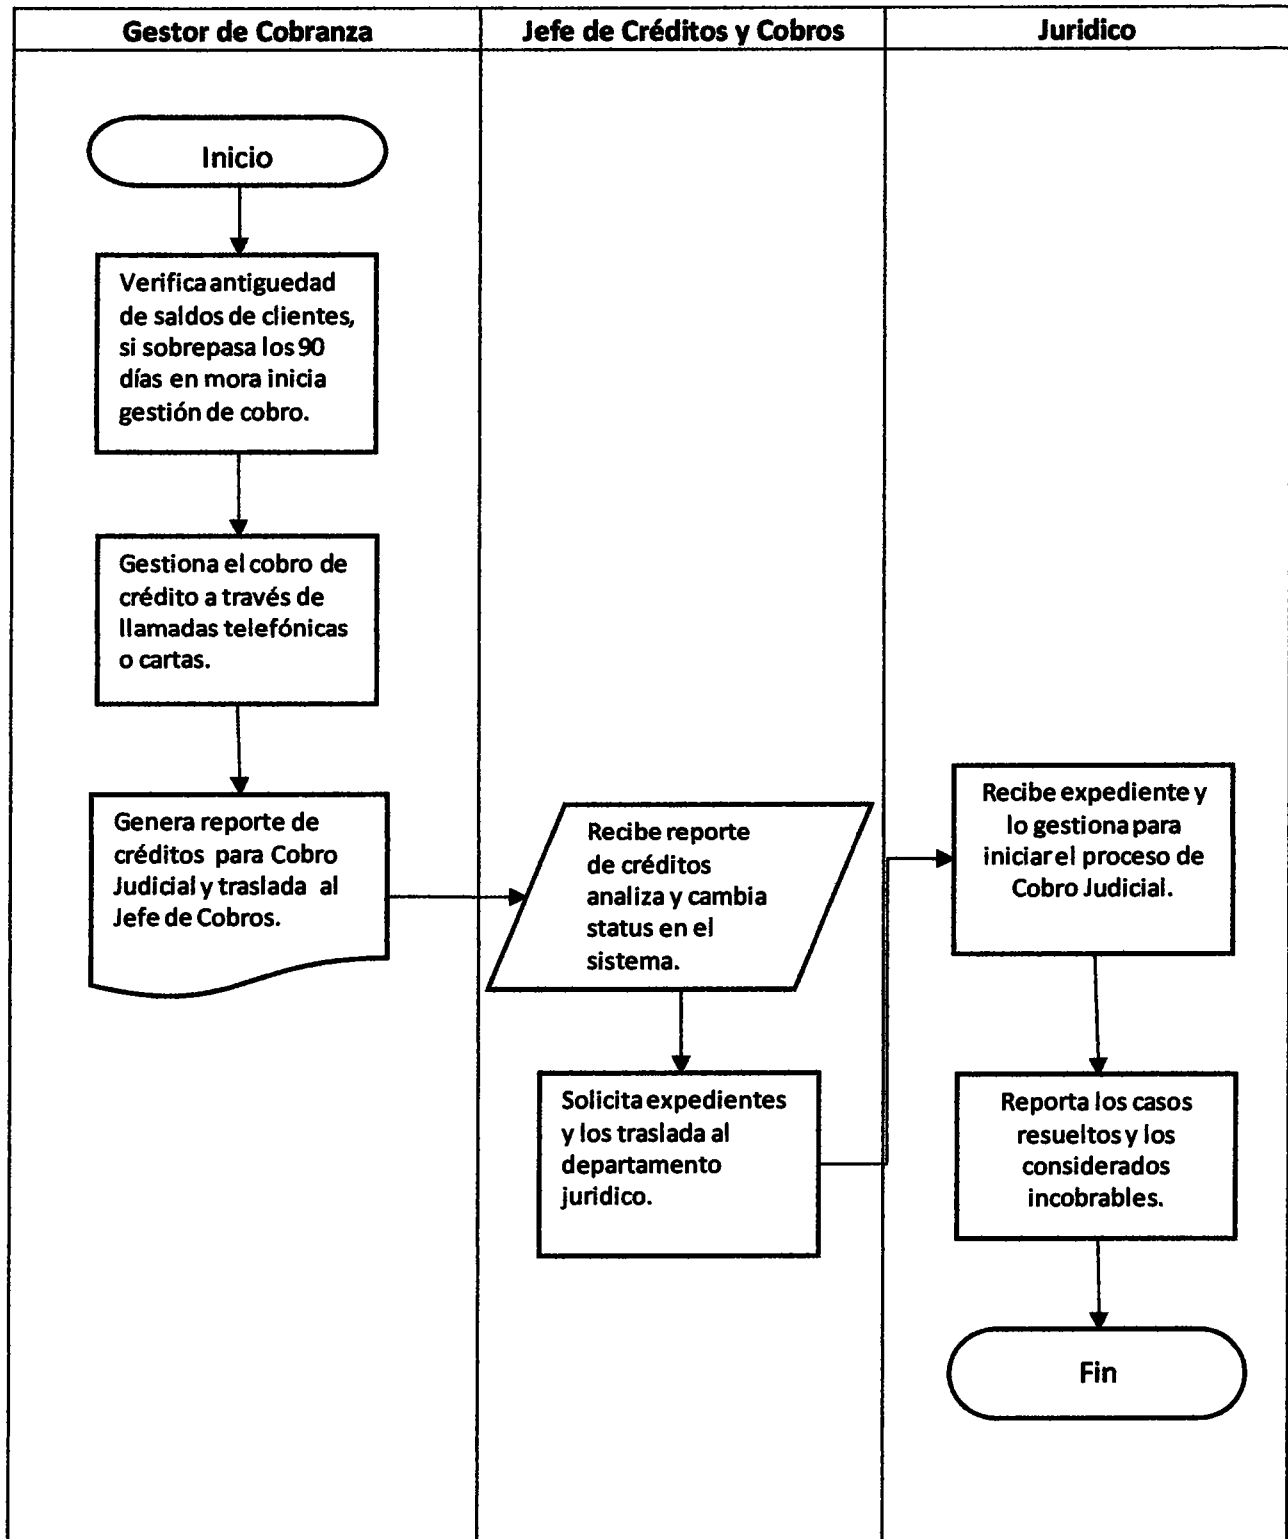 Gestor de Cobranza
Jefe de Créditos y Cobros
Juridico
Inicio
Verifica antiguedad
de saldos de clientes,
si sobrepasa los 90
días en mora inicia
gestión de cobro.
Gestiona el cobro de
crédito a través de
llamadas telefónicas
o cartas.
Genera reporte de
créditos para Cobro
Judicial y traslada al
Jefe de Cobros.
Recibe reporte
de créditos
analiza y cambia
status en el
sistema.
Solicita expedientes
y los traslada al
departamento
juridico.
Recibe expediente y
lo gestiona para
iniciar el proceso de
Cobro Judicial.
Reporta los casos
resueltos y los
considerados
incobrables.
Fin